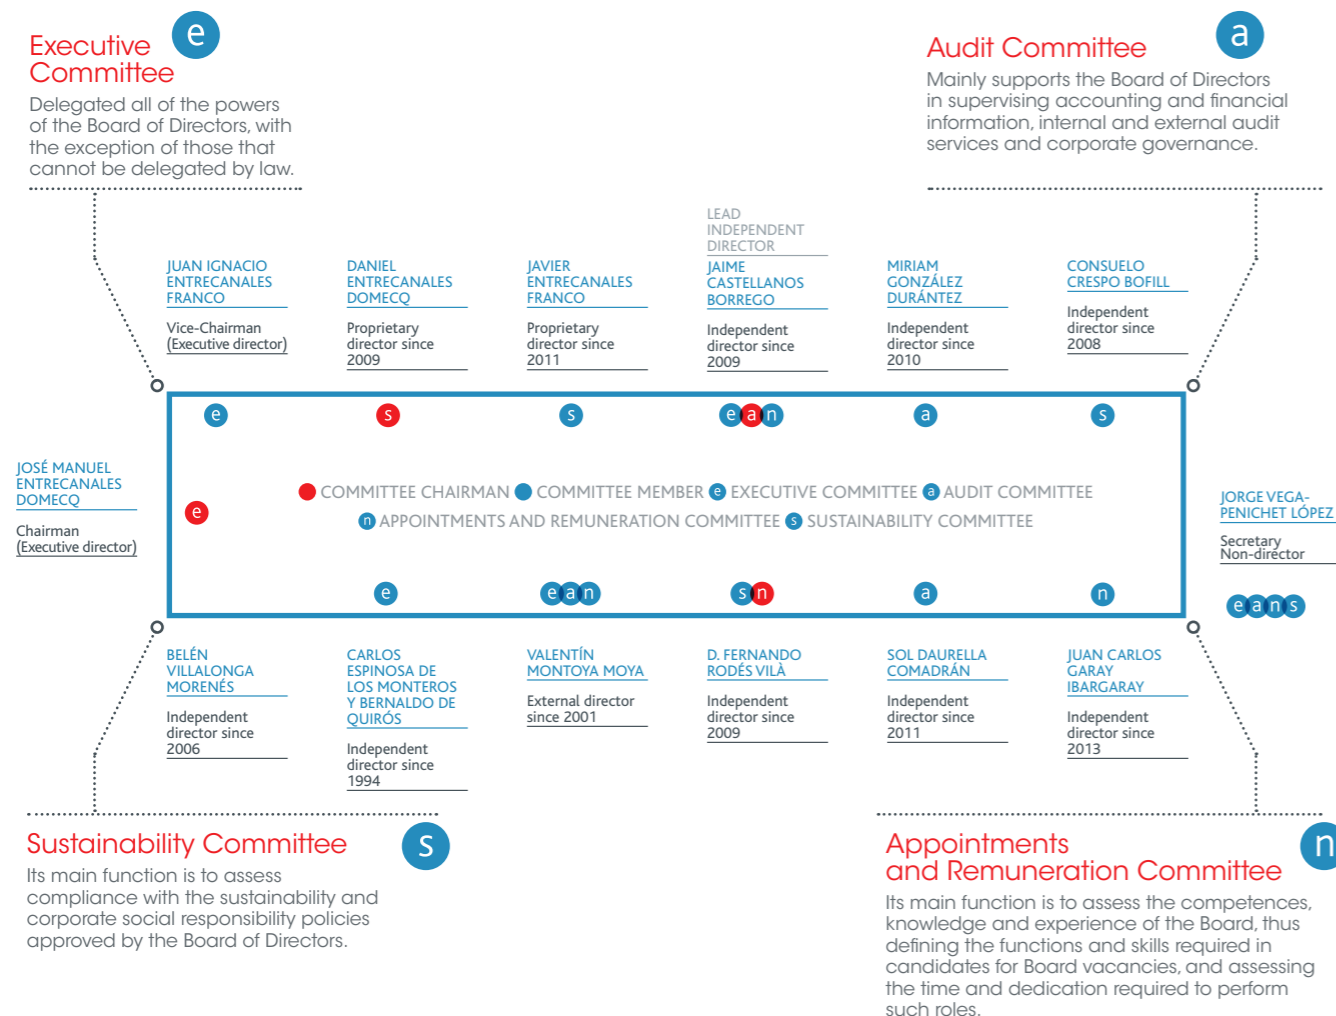 e
Executive
Committee
Delegated all of the powers
of the Board of Directors, with
the exception of those that
cannot be delegated by law.
a
Audit Committee
Mainly supports the Board of Directors
in supervising accounting and financial
information, internal and external audit
services and corporate governance.
JUAN IGNACIO
ENTRECANALES
FRANCO
Vice-Chairman
(Executive director)
DANIEL
ENTRECANALES
DOMECQ
Proprietary
director since
2009
JAVIER
ENTRECANALES
FRANCO
Proprietary
director since
2011
LEAD
INDEPENDENT
DIRECTOR
JAIME
CASTELLANOS
BORREGO
Independent
director since
2009
MIRIAM
GONZÁLEZ
DURÁNTEZ
Independent
director since
2010
CONSUELO
CRESPO BOFILL
Independent
director since
2008
e
s
s
e a n
a
s
JOSÉ MANUEL
ENTRECANALES
DOMECQ
Chairman
(Executive director)
e
COMMITTEE CHAIRMAN COMMITTEE MEMBER e EXECUTIVE COMMITTEE a AUDIT COMMITTEE
n APPOINTMENTS AND REMUNERATION COMMITTEE s SUSTAINABILITY COMMITTEE
JORGE VEGA-
PENICHET LÓPEZ
Secretary
Non-director
e a n s
e
e a n
s n
a
n
BELÉN
VILLALONGA
MORENÉS
Independent
director since
2006
CARLOS
ESPINOSA DE
LOS MONTEROS
Y BERNALDO DE
QUIRÓS
Independent
director since
1994
VALENTÍN
MONTOYA MOYA
External director
since 2001
D. FERNANDO
RODÉS VILÀ
Independent
director since
2009
SOL DAURELLA
COMADRÁN
Independent
director since
2011
JUAN CARLOS
GARAY
IBARGARAY
Independent
director since
2013
Sustainability Committee
s
Its main function is to assess
compliance with the sustainability and
corporate social responsibility policies
approved by the Board of Directors.
Appointments
and Remuneration Committee
n
Its main function is to assess the competences,
knowledge and experience of the Board, thus
defining the functions and skills required in
candidates for Board vacancies, and assessing
the time and dedication required to perform
such roles.